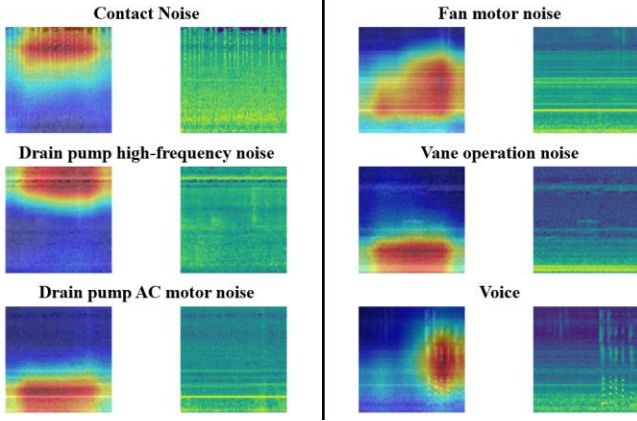 Contact Noise
Drain pump high-frequency noise
Drain pump AC motor noise
Fan motor noise
Vane operation noise
Voice